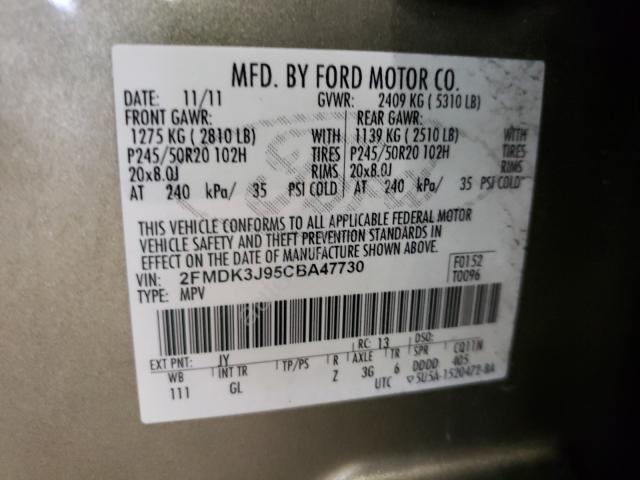 MFD. BY FORD MOTOR CO.
DATE: 11/11 GVWR: 2409 KG ( 5310 LB)
FRONT GAWR: REAR GAWR:
1275 KG ( 2810 LB) WITH 1139 KG ( 2510 LB) WITH
P245/50R20 102H TIRES P245/50R20 102H TIRES
20x8.0J RIMS 20x8.0J RIMS
AT 240 kPa/ 35 PSI COLD AT 240 kPa/ 35 PSI COLD
THIS VEHICLE CONFORMS TO ALL APPLICABLE FEDERAL MOTOR
VEHICLE SAFETY AND THEFT PREVENTION STANDARDS IN
EFFECT ON THE DATE OF MANUFACTURE SHOWN ABOVE.
VIN: 2FMDK3J95CBA47730 F0152
TYPE: MPV T0096
RC: 13 DSO:
EXT PNT: JY CQ11N
WB INT TR TP/PS R AXLE TR SPR 405
111 GL Z 3G 6 DDDD
UTC ▽5U5A-1520472-BA